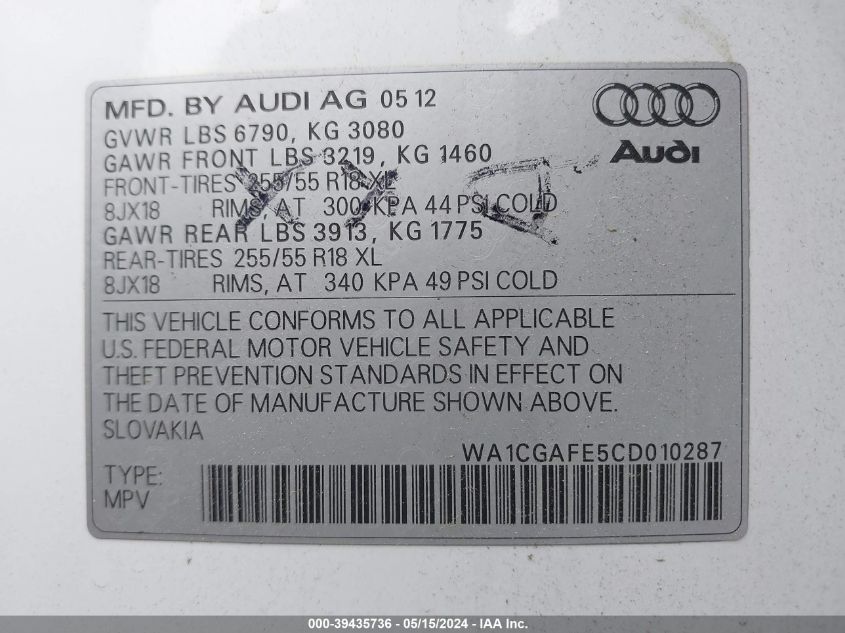 MFD. BY AUDI AG 05 12
GVWR LBS 6790, KG 3080
GAWR FRONT LBS 3219, KG 1460
FRONT-TIRES 255/55 R18 XL
8JX18 RIMS, AT 300 KPA 44 PSI COLD
GAWR REAR LBS 3913, KG 1775
REAR-TIRES 255/55 R18 XL
8JX18 RIMS, AT 340 KPA 49 PSI COLD
Audi
THIS VEHICLE CONFORMS TO ALL APPLICABLE
U.S. FEDERAL MOTOR VEHICLE SAFETY AND
THEFT PREVENTION STANDARDS IN EFFECT ON
THE DATE OF MANUFACTURE SHOWN ABOVE.
SLOVAKIA
WA1CGAFE5CD010287
TYPE:
MPV
000-39435736 - 05/15/2024 - IAA Inc.